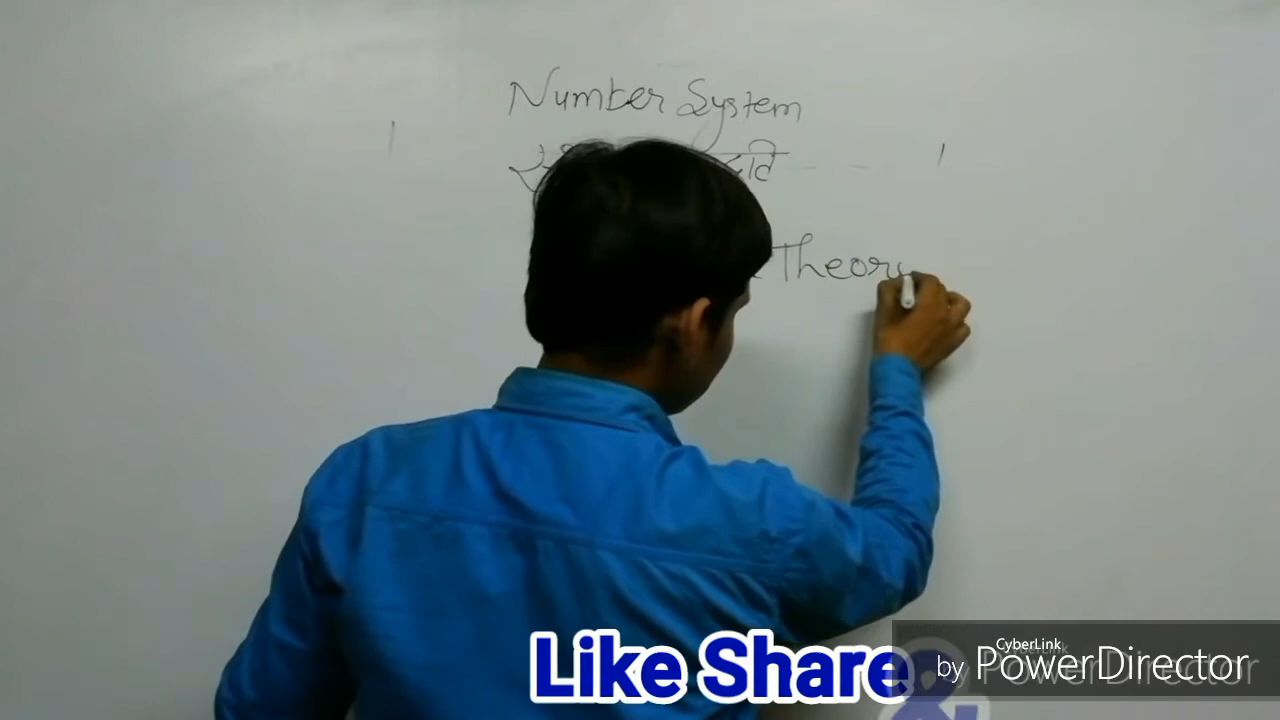 Number System
Theory
Like Share &
CyberLink
by PowerDirector